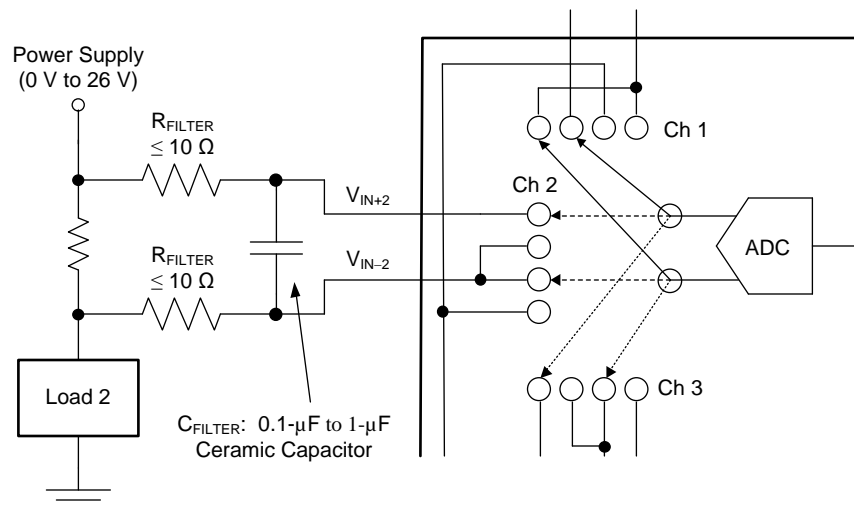 Power Supply
(0 V to 26 V)
RFILTER
≤ 10 Ω
Ch 1
Ch 2
VIN+2
ADC
RFILTER
≤ 10 Ω
VIN–2
Load 2
Ch 3
CFILTER: 0.1-µF to 1-µF
Ceramic Capacitor